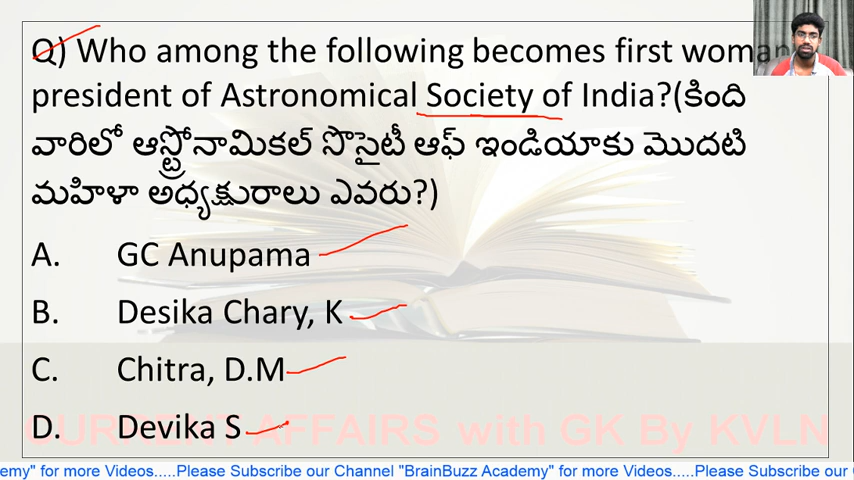 Q) Who among the following becomes first woman
president of Astronomical Society of India?(కింది
వారిలో ఆస్ట్రోనామికల్ సొసైటీ ఆఫ్ ఇండియాకు మొదటి
మహిళా అధ్యక్షురాలు ఎవరు?)
A. GC Anupama
B. Desika Chary, K
C. Chitra, D.M
D. Devika S
CURRENT AFFAIRS with GK By KVLN
emy" for more Videos.....Please Subscribe our Channel "BrainBuzz Academy" for more Videos.....Please Subscribe our